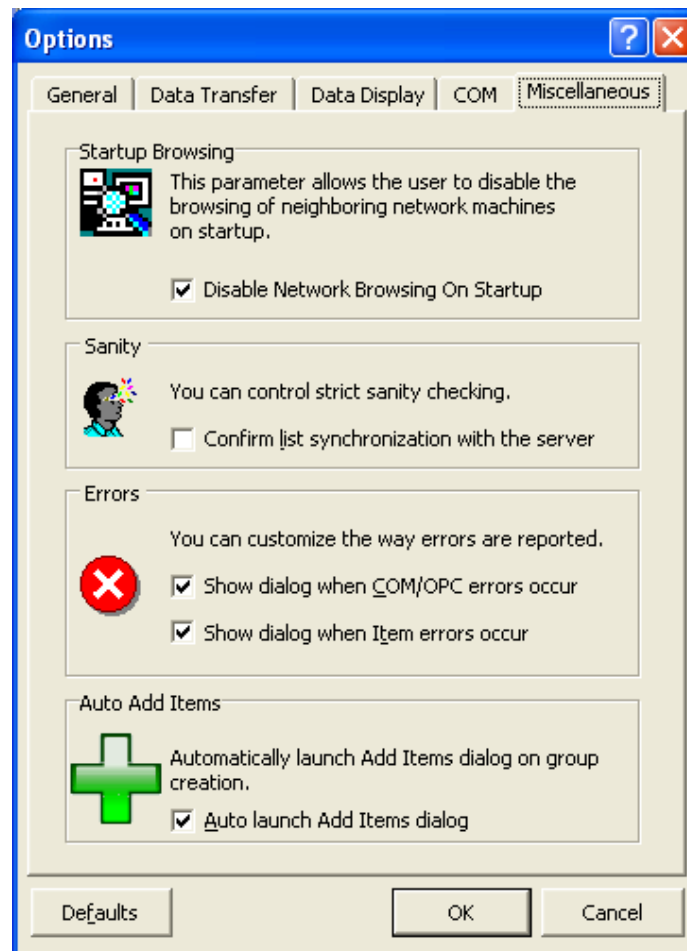 Options
General
Data Transfer
Data Display
COM
Miscellaneous
Startup Browsing
This parameter allows the user to disable the
browsing of neighboring network machines
on startup.
Disable Network Browsing On Startup
Sanity
You can control strict sanity checking.
Confirm list synchronization with the server
Errors
You can customize the way errors are reported.
Show dialog when COM/OPC errors occur
Show dialog when Item errors occur
Auto Add Items
Automatically launch Add Items dialog on group
creation.
Auto launch Add Items dialog
Defaults
OK
Cancel